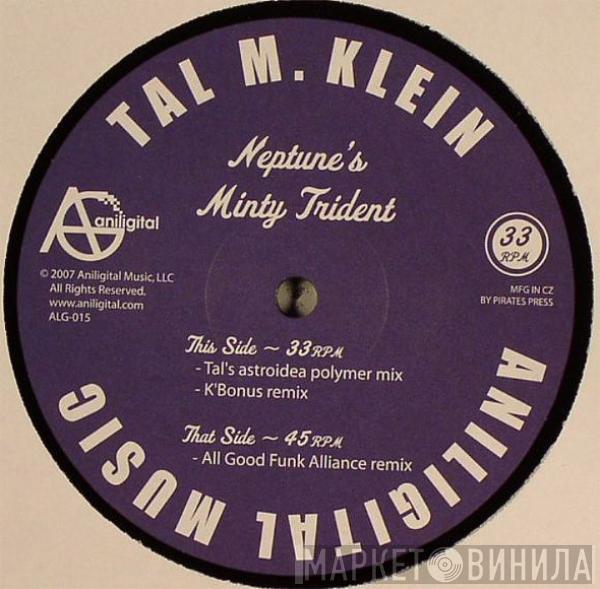 TAL M. KLEIN
Neptune's
Minty Trident
aniligital
© 2007 Aniligital Music, LLC
All Rights Reserved.
www.aniligital.com
ALG-015
33
RPM
MFG IN CZ
BY PIRATES PRESS
This Side ~ 33RPM
- Tal's astroidea polymer mix
- K'Bonus remix
That Side ~ 45RPM
- All Good Funk Alliance remix
ANILIGITAL MUSIC
МАРКЕТ ВИНИЛА